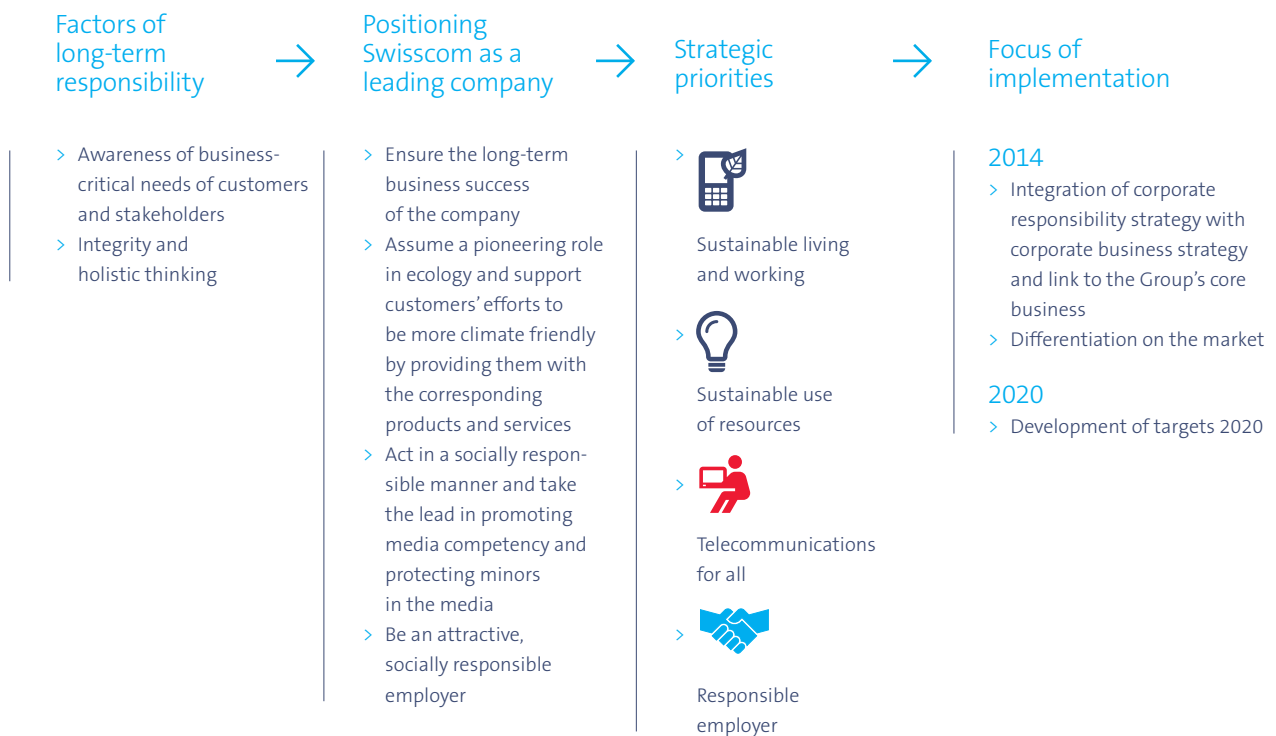 Factors of
long-term
responsibility
> Awareness of business-
critical needs of customers
and stakeholders
> Integrity and
holistic thinking
Positioning
Swisscom as a
leading company
> Ensure the long-term
business success
of the company
> Assume a pioneering role
in ecology and support
customers’ efforts to
be more climate friendly
by providing them with
the corresponding
products and services
> Act in a socially respon-
sible manner and take
the lead in promoting
media competency and
protecting minors
in the media
> Be an attractive,
socially responsible
employer
Strategic
priorities
> Sustainable living
and working
> Sustainable use
of resources
> Telecommunications
for all
> Responsible
employer
Focus of
implementation
2014
> Integration of corporate
responsibility strategy with
corporate business strategy
and link to the Group’s core
business
> Differentiation on the market
2020
> Development of targets 2020